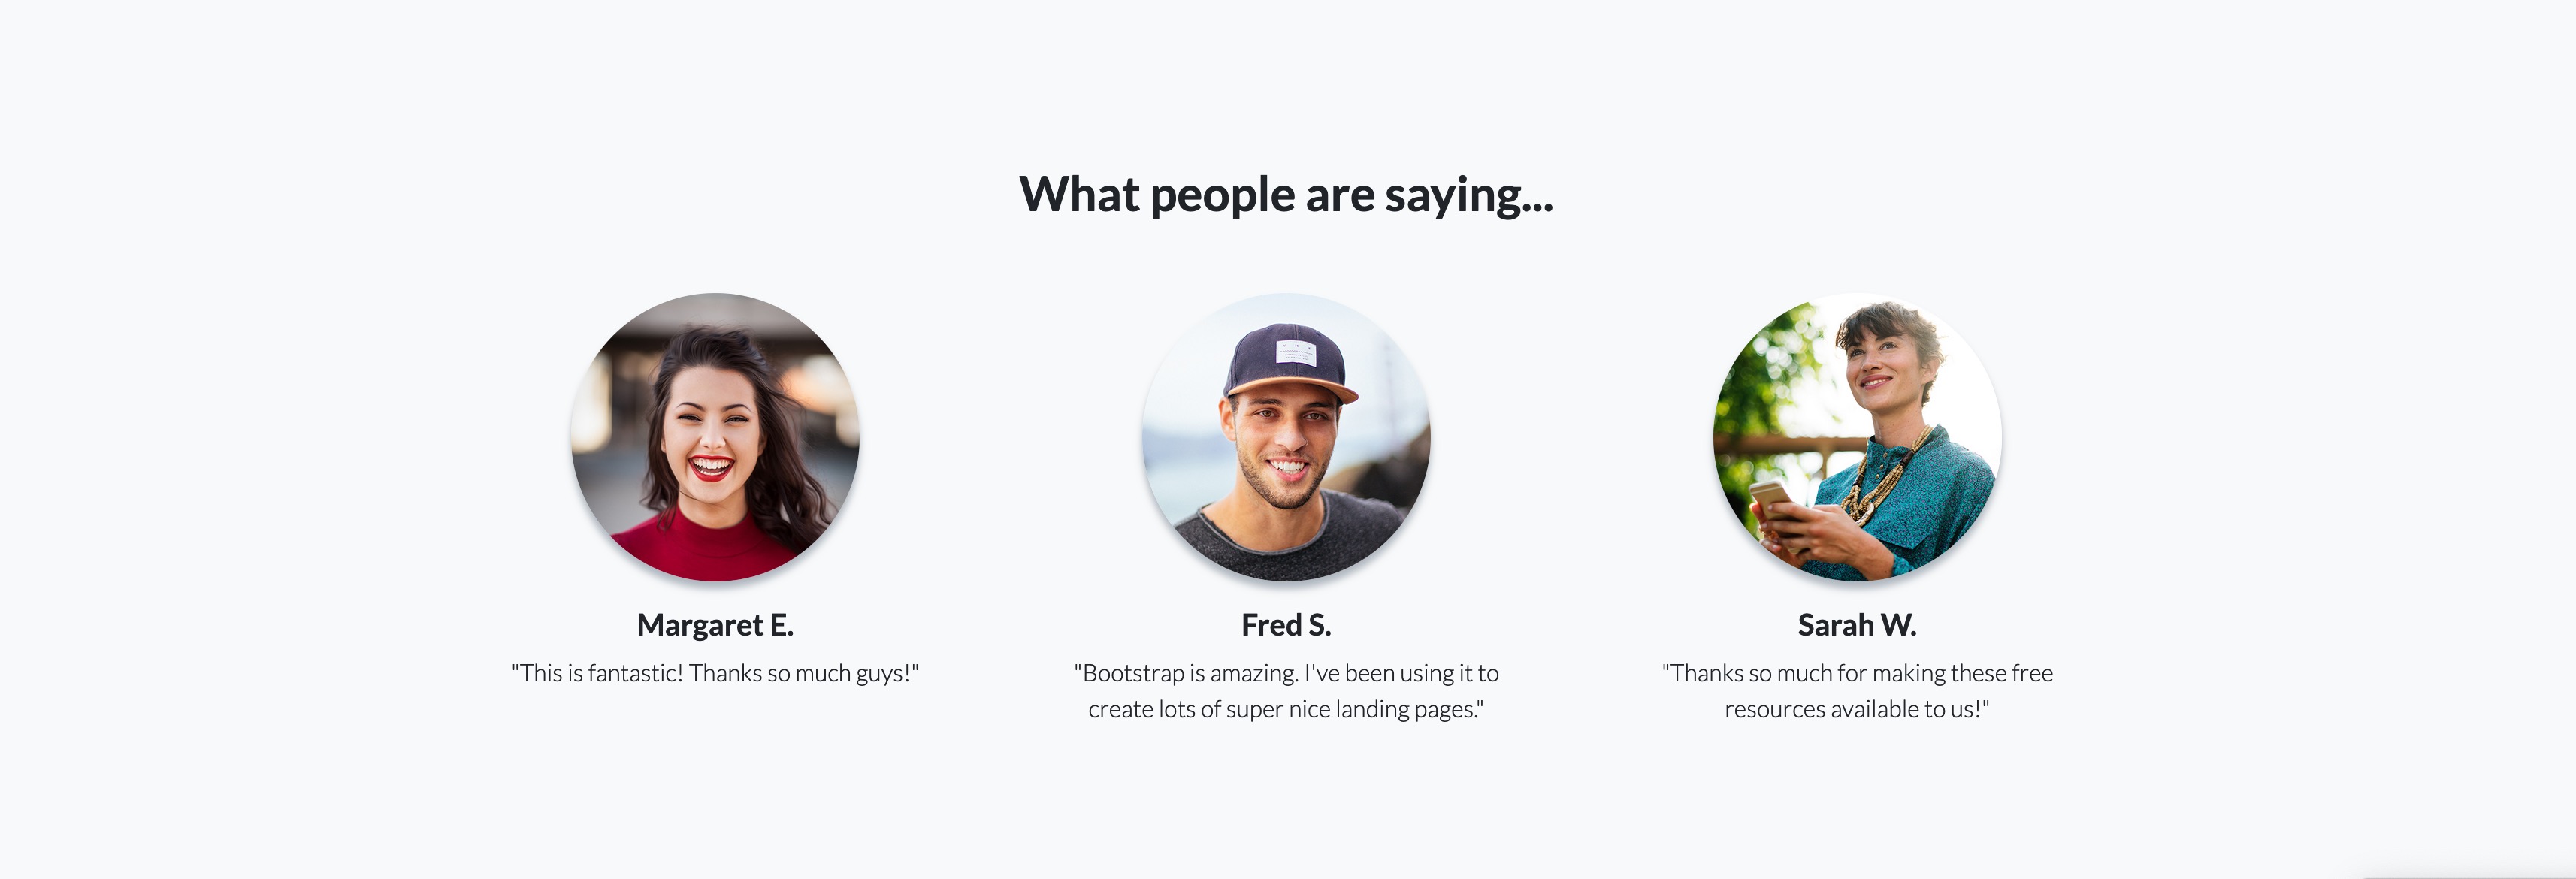 What people are saying...
Margaret E.
"This is fantastic! Thanks so much guys!"
Fred S.
"Bootstrap is amazing. I've been using it to
create lots of super nice landing pages."
Sarah W.
"Thanks so much for making these free
resources available to us!"